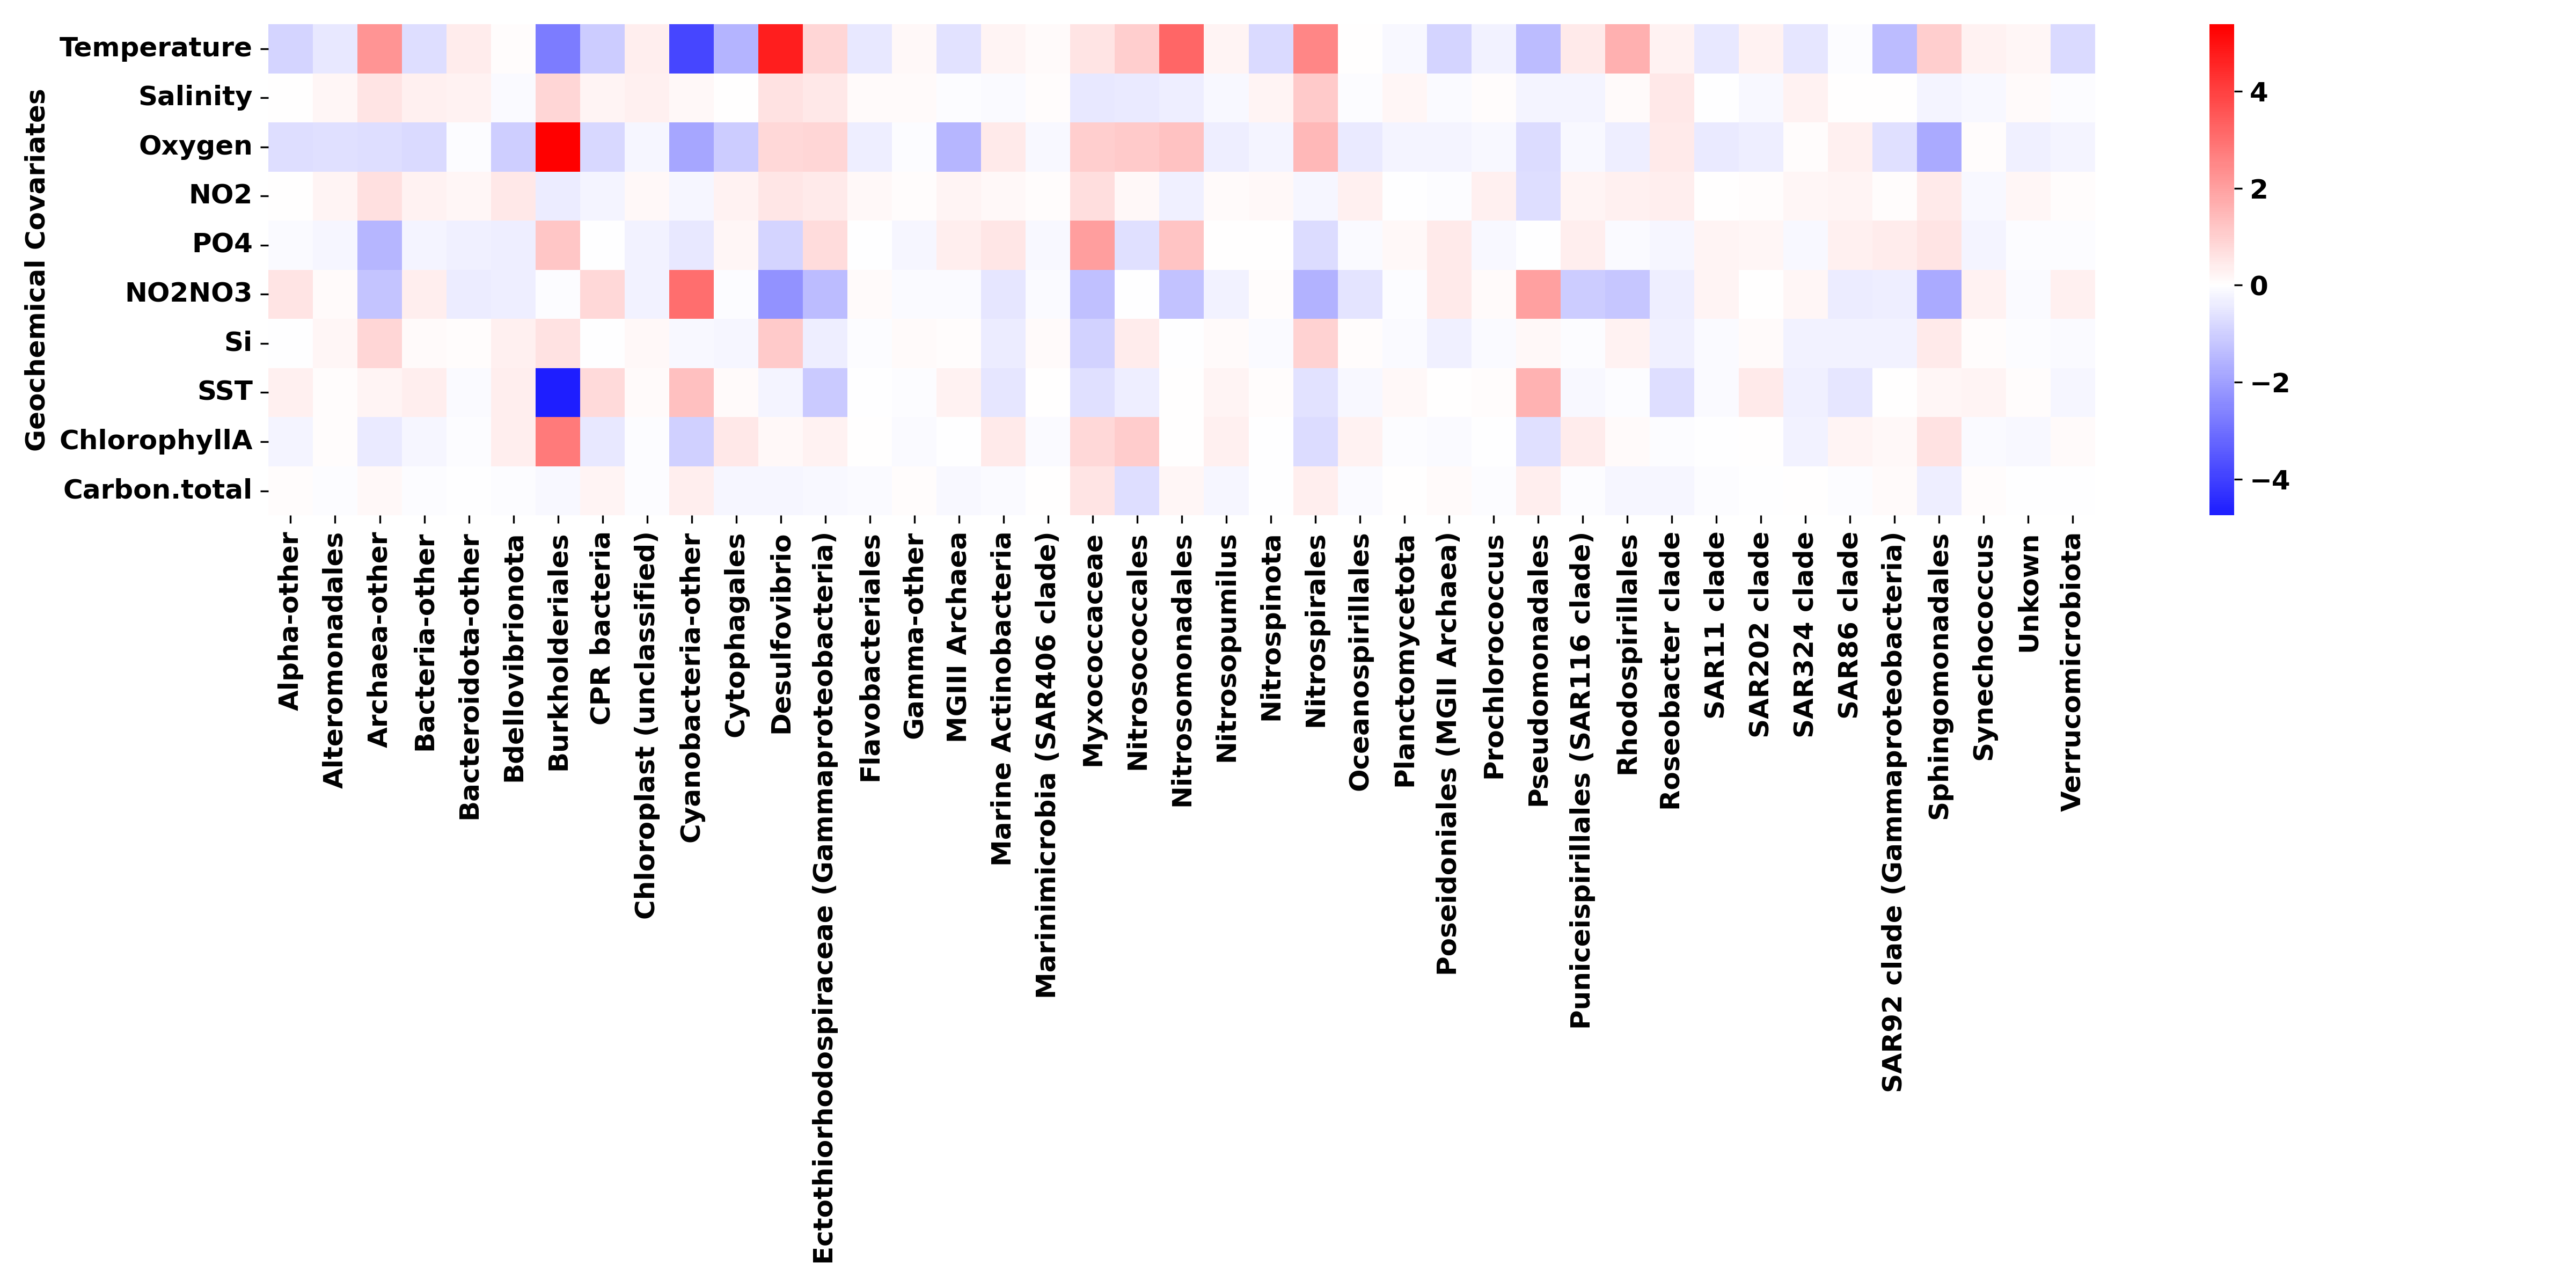 Geochemical Covariates
Temperature
Salinity
Oxygen
NO2
PO4
NO2NO3
Si
SST
ChlorophyllA
Carbon.total
Alpha-other
Alteromonadales
Archaea-other
Bacteria-other
Bacteroidota-other
Bdellovibrionota
Burkholderiales
CPR bacteria
Chloroplast (unclassified)
Cyanobacteria-other
Cytophagales
Desulfovibrio
Ectothiorhodospiraceae (Gammaproteobacteria)
Flavobacteriales
Gamma-other
MGIII Archaea
Marine Actinobacteria
Marinimicrobia (SAR406 clade)
Myxococcaceae
Nitrosococcales
Nitrosomonadales
Nitrosopumilus
Nitrospinota
Nitrospirales
Oceanospirillales
Planctomycetota
Poseidoniales (MGII Archaea)
Prochlorococcus
Pseudomonadales
Puniceispirillales (SAR116 clade)
Rhodospirillales
Roseobacter clade
SAR11 clade
SAR202 clade
SAR324 clade
SAR86 clade
SAR92 clade (Gammaproteobacteria)
Sphingomonadales
Synechococcus
Unkown
Verrucomicrobiota
4
2
0
−2
−4